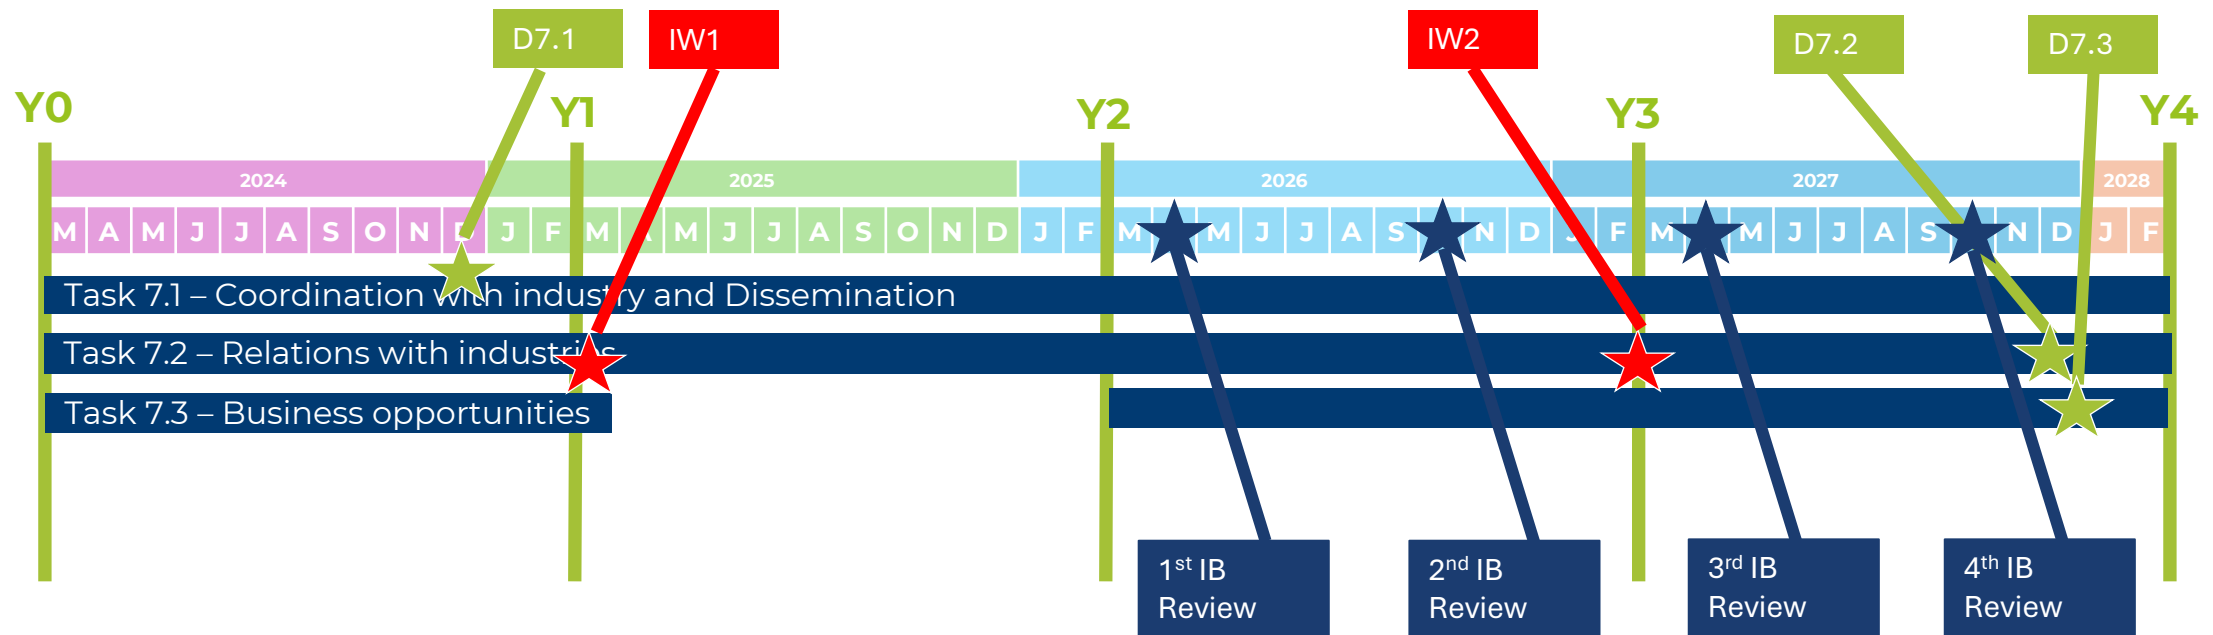 D7.1 IW1 IW2 D7.2 D7.3
Y0 Y1 Y2 Y3 Y4
2024 2025 2026 2027 2028
M A M J J A S O N D J F M A M J J A S O N D J F M M J J A S N D J F M M J J A S N D J F
Task 7.1 – Coordination with industry and Dissemination
Task 7.2 – Relations with industries
Task 7.3 – Business opportunities
1st IB
Review
2nd IB
Review
3rd IB
Review
4th IB
Review